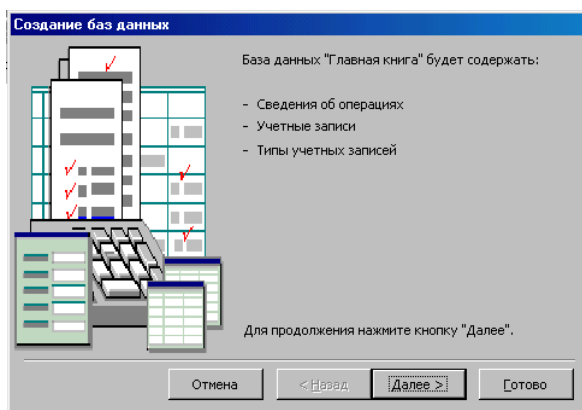 Создание баз данных
База данных "Главная книга" будет содержать:
- Сведения об операциях
- Учетные записи
- Типы учетных записей
Для продолжения нажмите кнопку "Далее".
Отмена
< Назад
Далее >
Готово